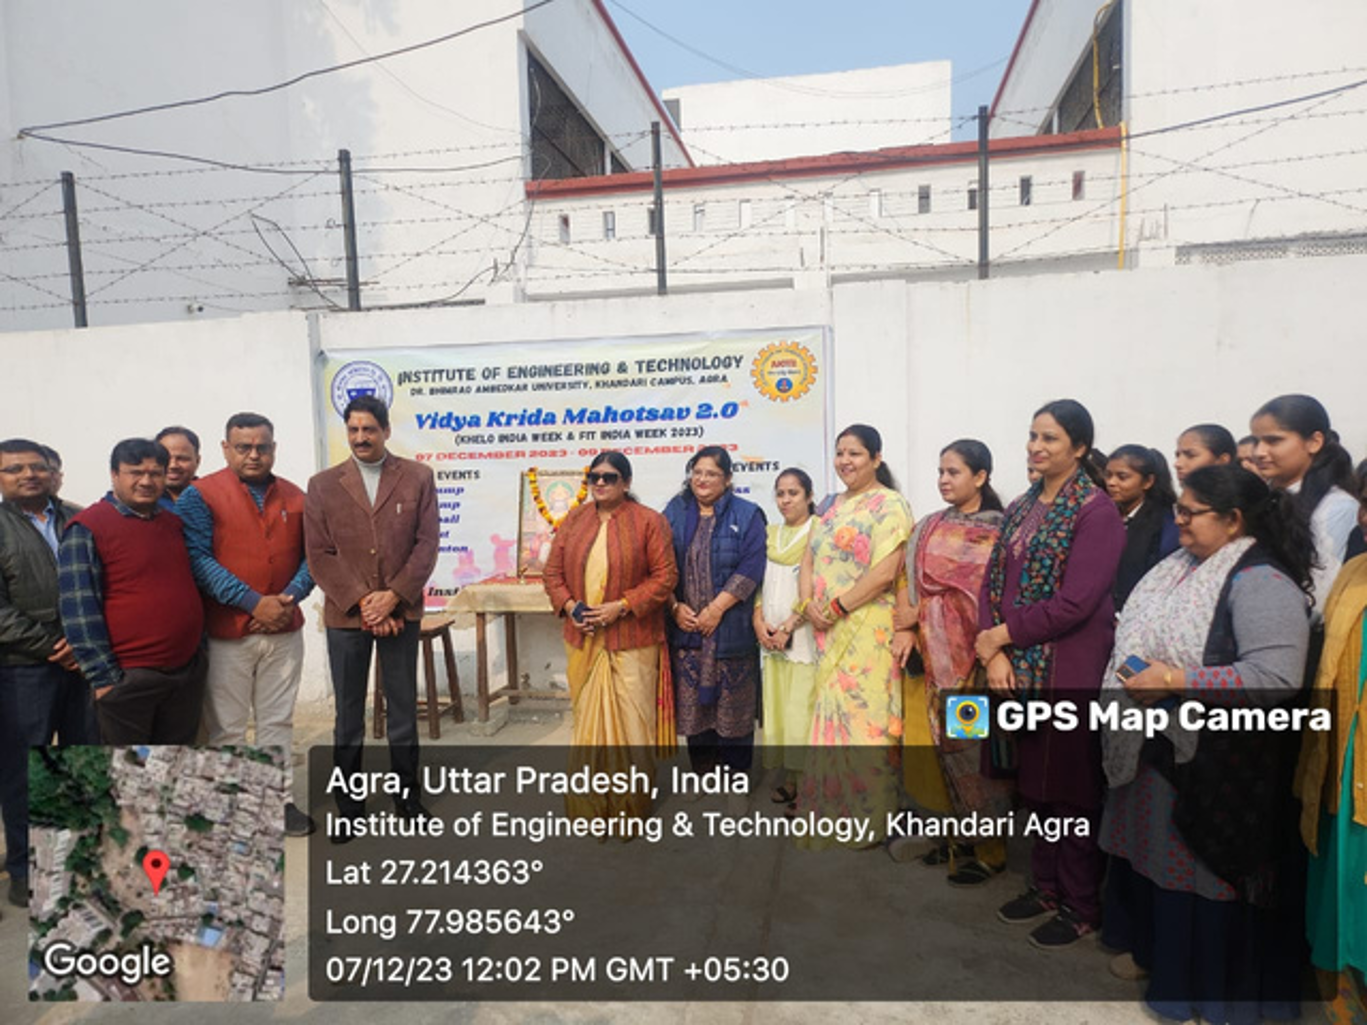 INSTITUTE OF ENGINEERING & TECHNOLOGY
DR. BHIMRAO AMBEDKAR UNIVERSITY, KHANDARI CAMPUS, AGRA
Vidya Krida Mahotsav 2.0
(KHELO INDIA WEEK & FIT INDIA WEEK 2023)
07 DECEMBER 2023 - 09 DECEMBER 2023
EVENTS
EVENTS
GPS Map Camera
Agra, Uttar Pradesh, India
Institute of Engineering & Technology, Khandari Agra
Lat 27.214363°
Long 77.985643°
07/12/23 12:02 PM GMT +05:30
Google